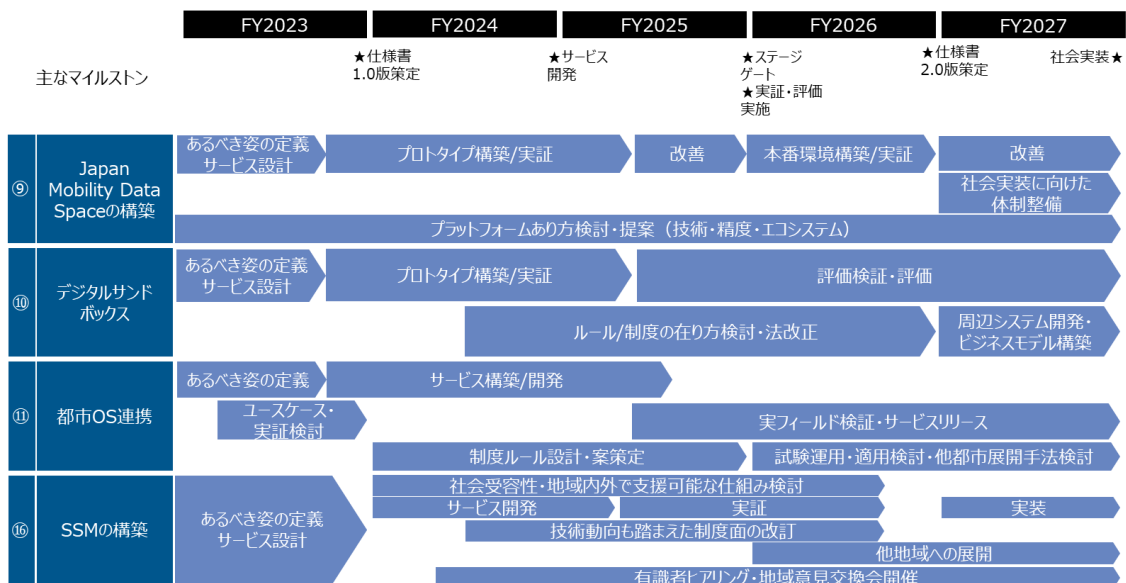 FY2023
FY2024
FY2025
FY2026
FY2027
主なマイルストン
★仕様書
1.0版策定
★サービス
開発
★ステージ
ゲート
★実証・評価
実施
★仕様書
2.0版策定
社会実装★
⑨
Japan
Mobility Data
Spaceの構築
あるべき姿の定義
サービス設計
プロトタイプ構築/実証
改善
本番環境構築/実証
改善
社会実装に向けた
体制整備
プラットフォームあり方検討・提案（技術・精度・エコシステム）
⑩
デジタルサンド
ボックス
あるべき姿の定義
サービス設計
プロトタイプ構築/実証
評価検証・評価
ルール/制度の在り方検討・法改正
周辺システム開発・
ビジネスモデル構築
⑪
都市OS連携
あるべき姿の定義
サービス構築/開発
ユースケース・
実証検討
実フィールド検証・サービスリリース
制度ルール設計・案策定
試験運用・適用検討・他都市展開手法検討
⑯
SSMの構築
あるべき姿の定義
サービス設計
社会受容性・地域内外で支援可能な仕組み検討
サービス開発
実証
実装
技術動向も踏まえた制度面の改訂
他地域への展開
有識者ヒアリング・地域意見交換会開催